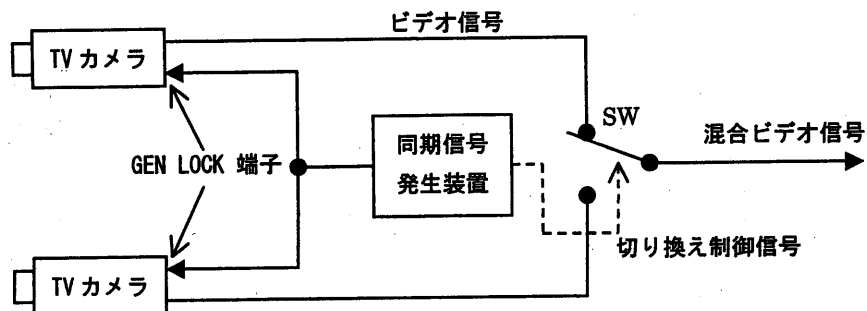 ビデオ信号
TV カメラ
SW
混合ビデオ信号
同期信号
発生装置
GEN LOCK 端子
切り換え制御信号
TV カメラ